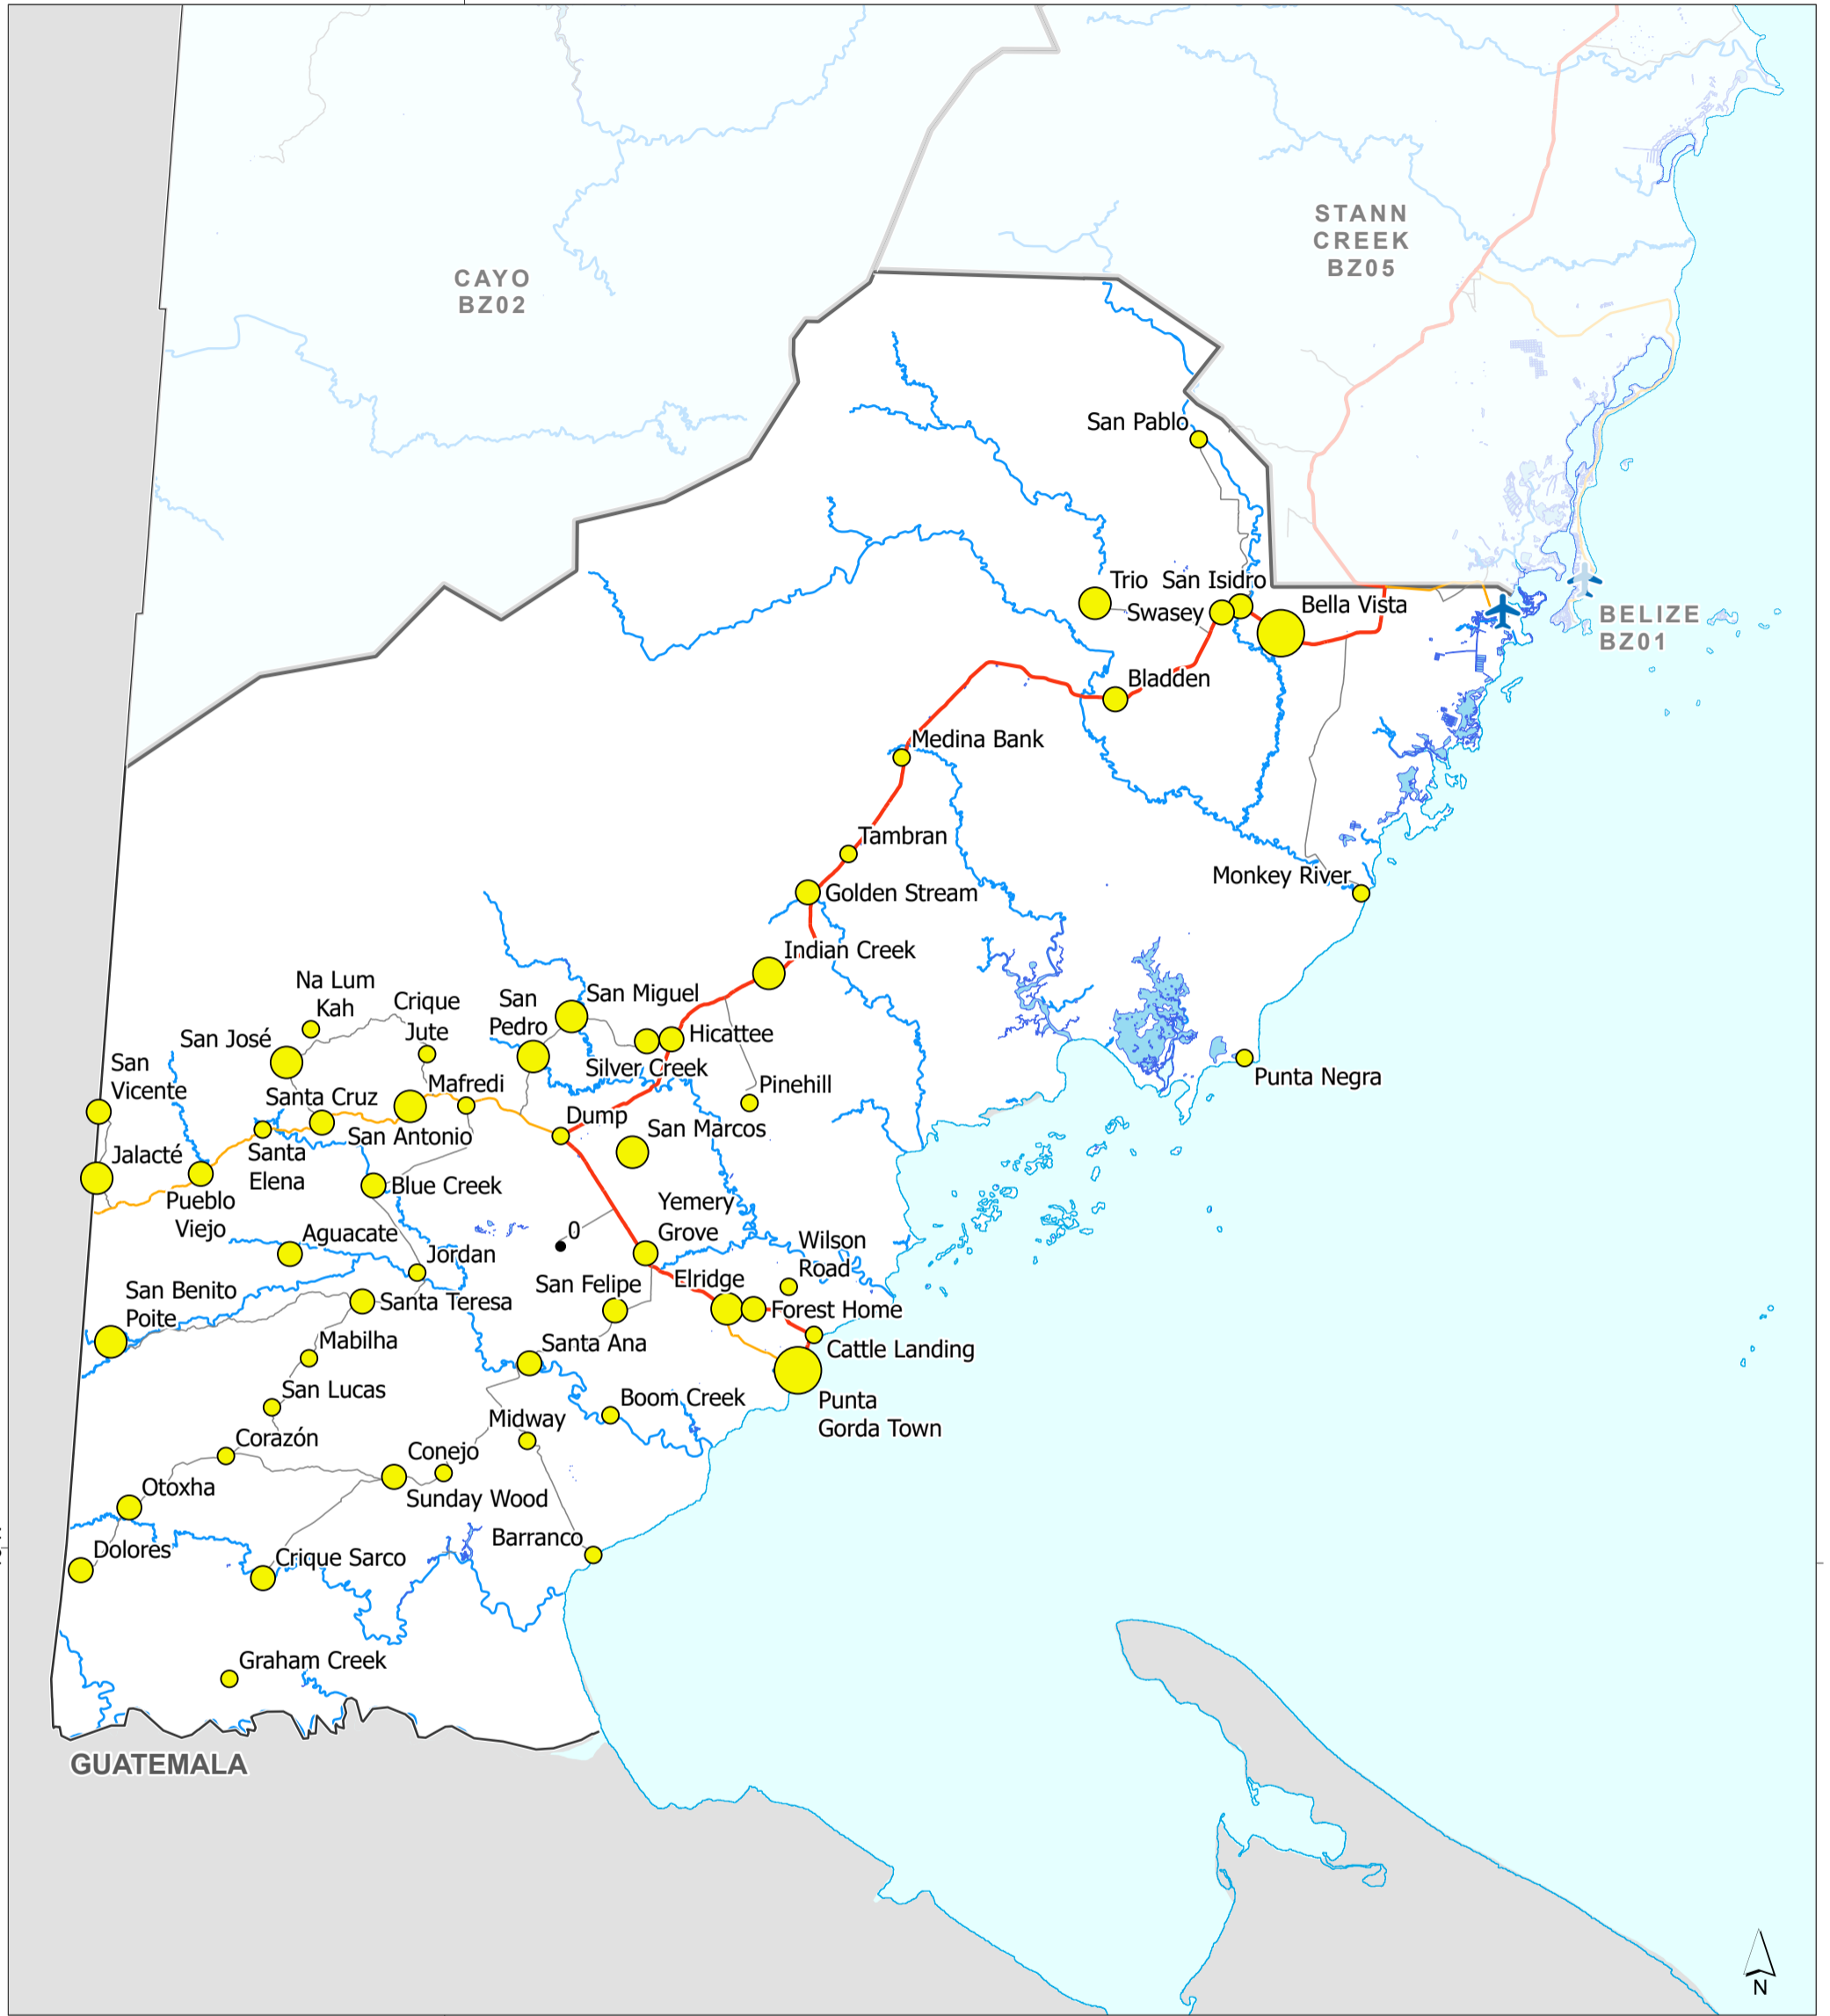 STANN
CREEK
BZ05
CAYO
BZ02
San Pablo
Trio
San Isidro
Swasey
Bella Vista
BELIZE
BZ01
Bladden
Medina Bank
Tambran
Monkey River
Golden Stream
Indian Creek
Na Lum
Kah
Crique
Jute
San
Pedro
San Miguel
San José
Hicattee
San
Vicente
Silver Creek
Punta Negra
Mafredi
Pinehill
Santa Cruz
Dump
San Marcos
San Antonio
Jalacté
Santa
Elena
Blue Creek
Pueblo
Viejo
Yemery
Grove
Aguacate
0
Wilson
Road
Jordan
San Felipe
Elridge
San Benito
Poite
Santa Teresa
Forest Home
Mabilha
Santa Ana
Cattle Landing
San Lucas
Boom Creek
Punta
Gorda Town
Midway
Corazón
Conejo
Otoxha
Sunday Wood
Barranco
Dolores
Crique Sarco
Graham Creek
GUATEMALA
N